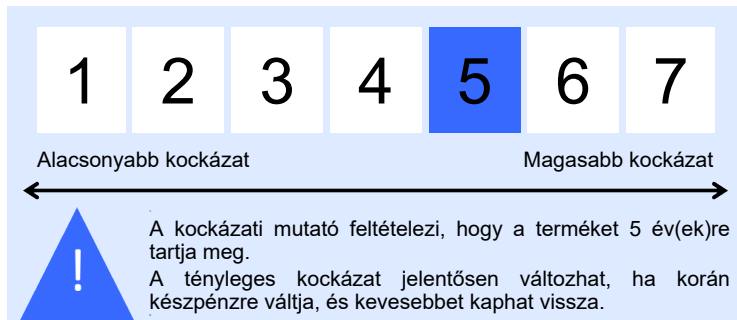 1 2 3 4 5 6 7
Alacsonyabb kockázat Magasabb kockázat
!
A kockázati mutató feltételezi, hogy a terméket 5 év(ek)re
tartja meg.
A tényleges kockázat jelentősen változhat, ha korán
készpénzre váltja, és kevesebbet kaphat vissza.